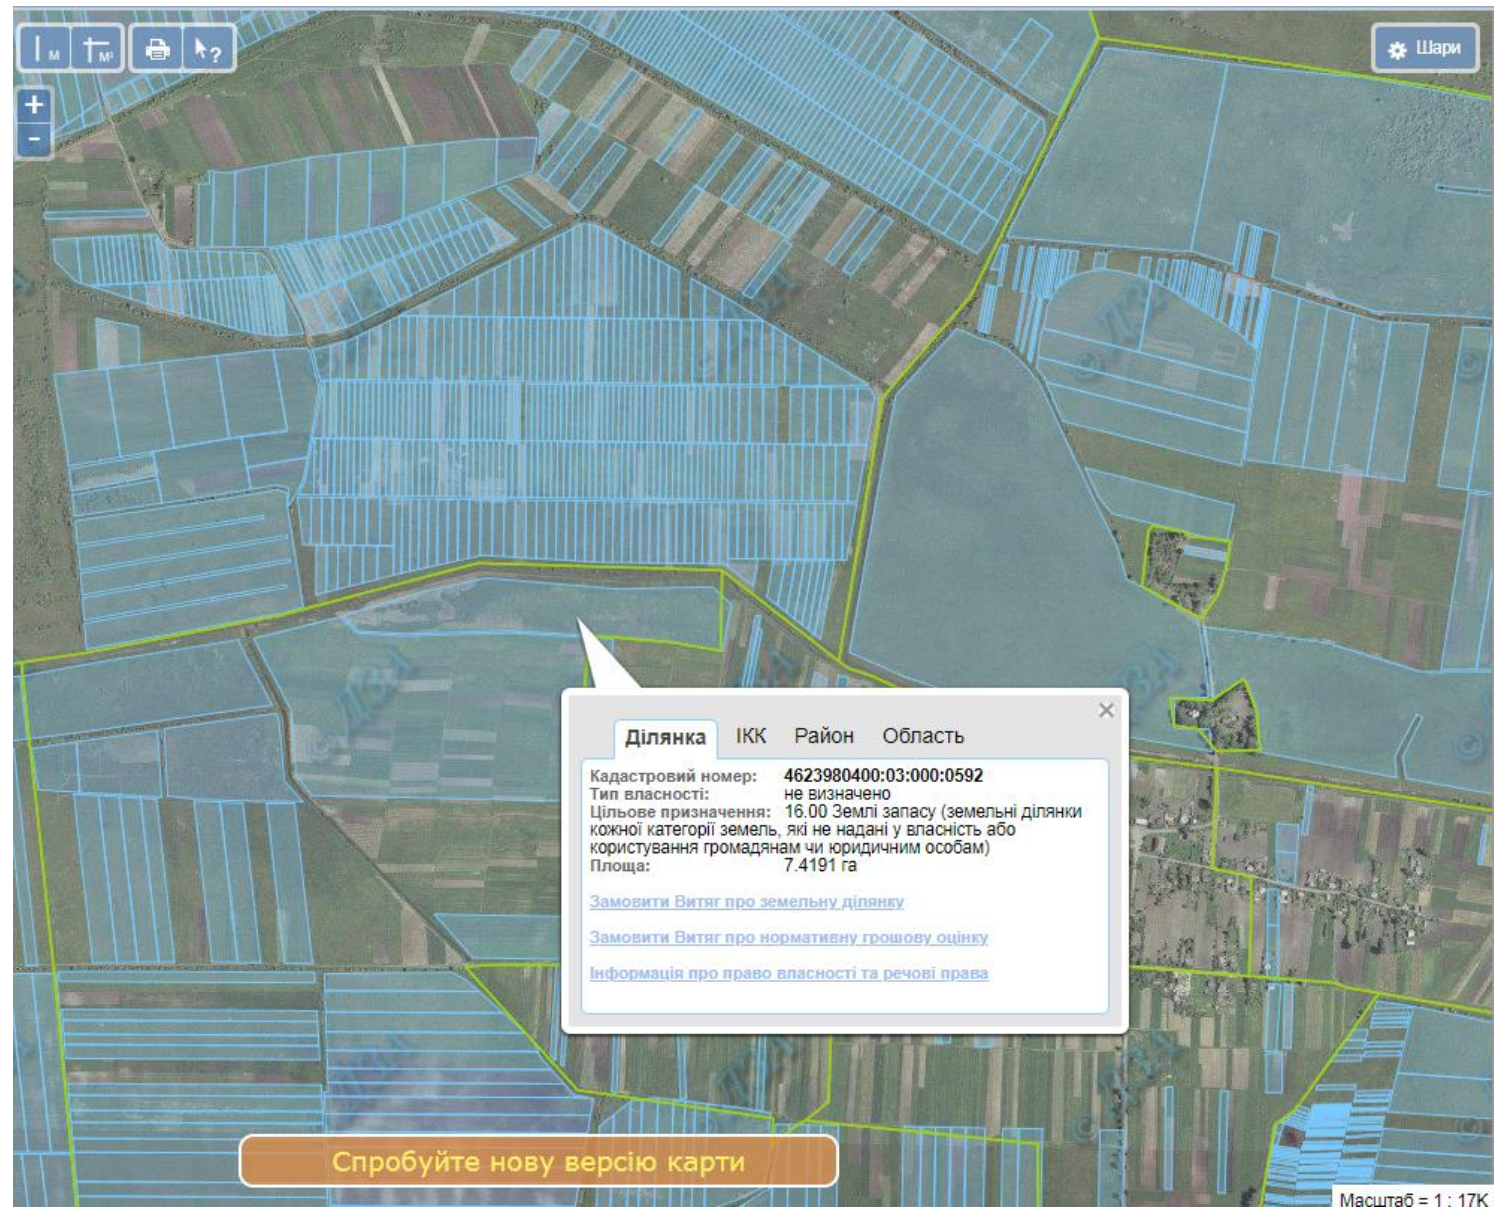 М
М²
?
Шари
+
-
© ДЗА
Ділянка ІКК Район Область
Кадастровий номер: 4623980400:03:000:0592
Тип власності: не визначено
Цільове призначення: 16.00 Землі запасу (земельні ділянки
кожної категорії земель, які не надані у власність або
користування громадянам чи юридичним особам)
Площа: 7.4191 га
Замовити Витяг про земельну ділянку
Замовити Витяг про нормативну грошову оцінку
Інформація про право власності та речові права
Спробуйте нову версію карти
Масштаб = 1 : 17K